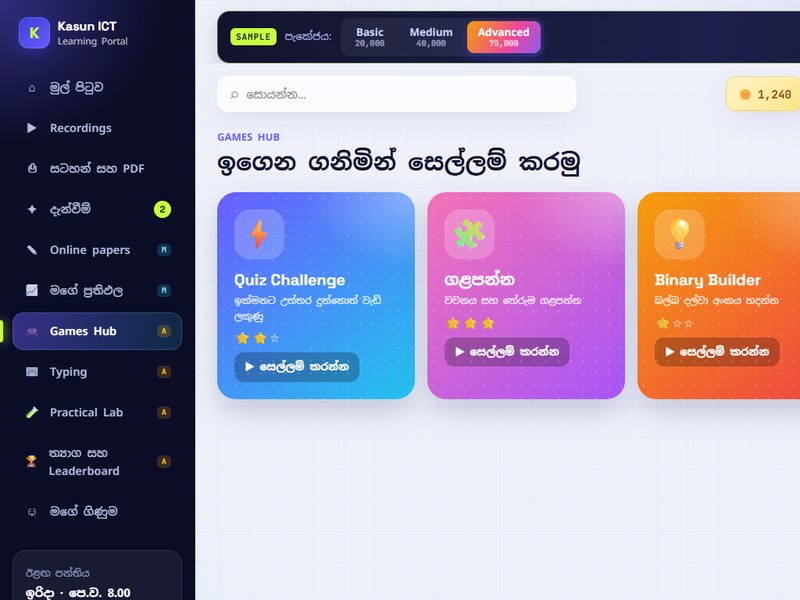 K
Kasun ICT
Learning Portal
මුල් පිටුව
Recordings
සටහන් සහ PDF
දැන්වීම් 2
Online papers M
මගේ ප්‍රතිඵල M
Games Hub A
Typing A
Practical Lab A
ත්‍යාග සහ
Leaderboard A
මගේ ගිණුම
ඊළඟ පන්තිය
ඉරිදා · පෙ.ව. 8.00
SAMPLE පැකේජය: Basic Medium Advanced
20,000 40,000 75,000
සොයන්න...
1,240
GAMES HUB
ඉගෙන ගනිමින් සෙල්ලම් කරමු
Quiz Challenge
ඉක්මනට උත්තර දුන්නොත් වැඩි
ලකුණු
▶ සෙල්ලම් කරන්න
ගළපන්න
වචනය සහ තේරුම ගළපන්න
▶ සෙල්ලම් කරන්න
Binary Builder
බල්බ දල්වා අංකය හදන්න
▶ සෙල්ලම් කරන්න